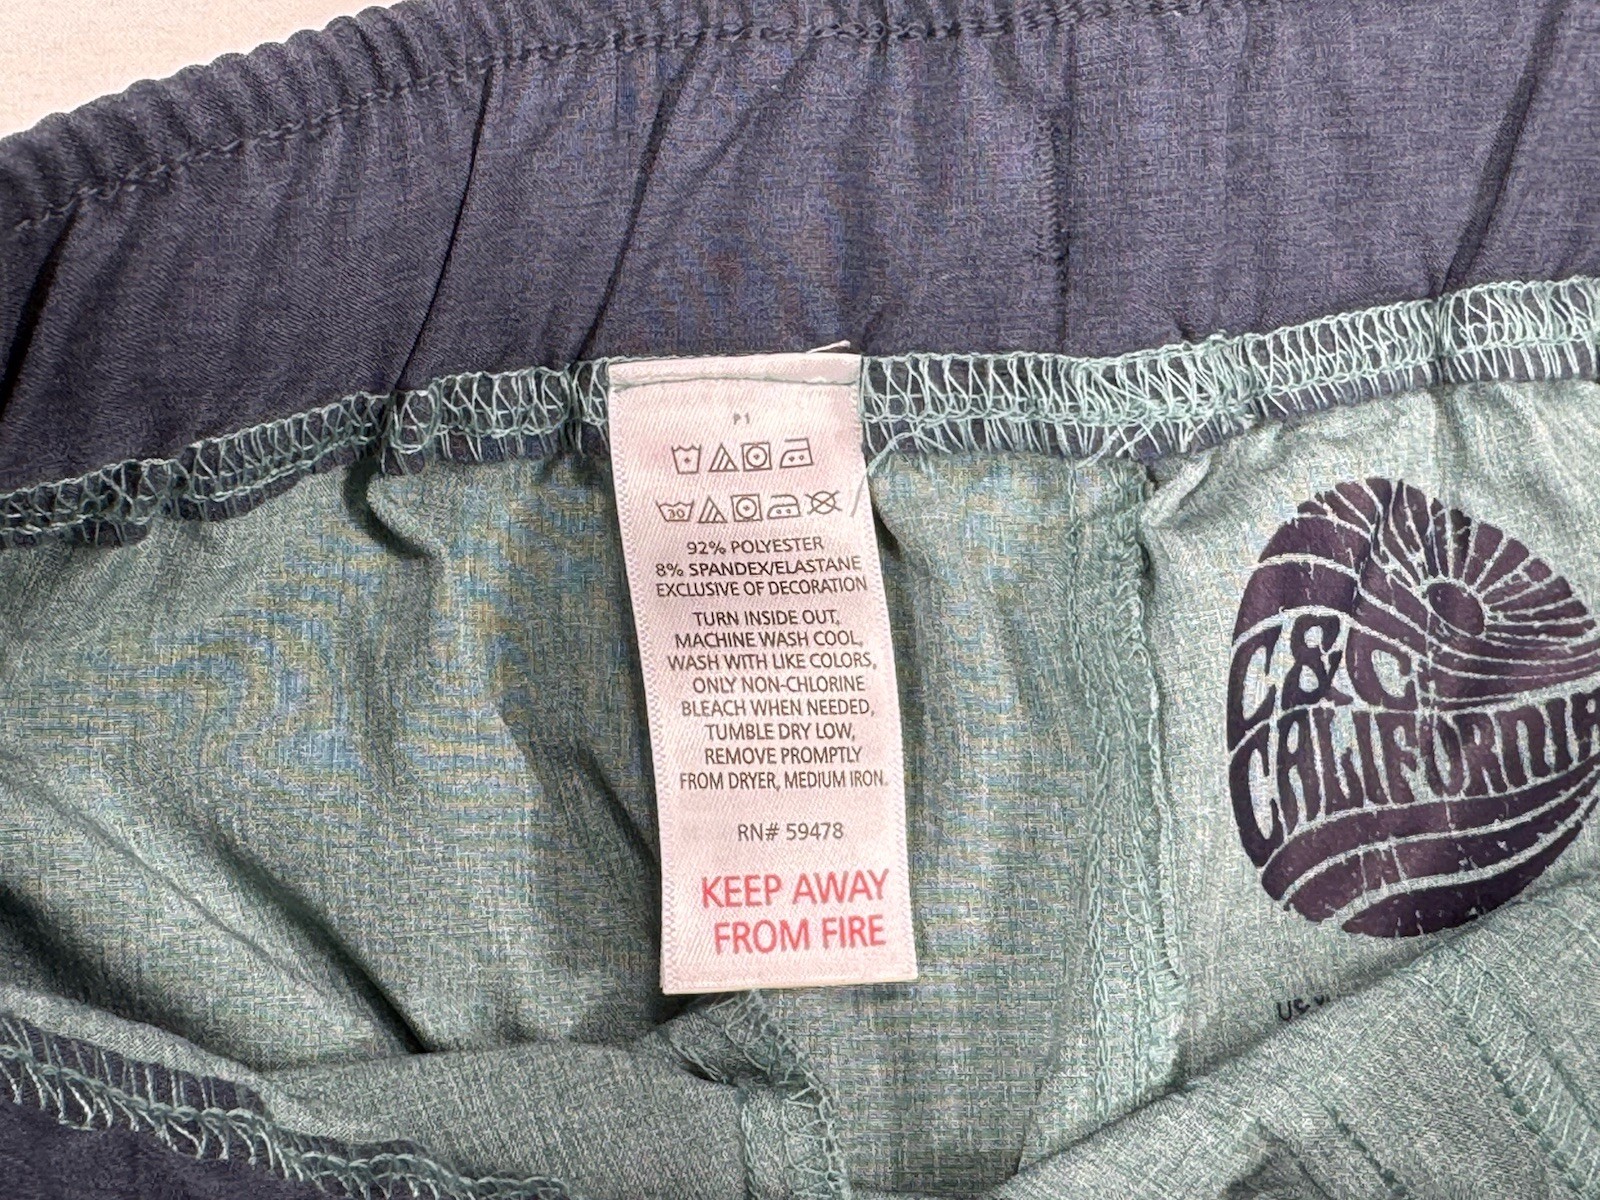 P1
30
92% POLYESTER
8% SPANDEX/ELASTANE
EXCLUSIVE OF DECORATION
TURN INSIDE OUT,
MACHINE WASH COOL,
WASH WITH LIKE COLORS,
ONLY NON-CHLORINE
BLEACH WHEN NEEDED,
TUMBLE DRY LOW,
REMOVE PROMPTLY
FROM DRYER, MEDIUM IRON.
RN# 59478
KEEP AWAY
FROM FIRE
C&C
CALIFORNIA